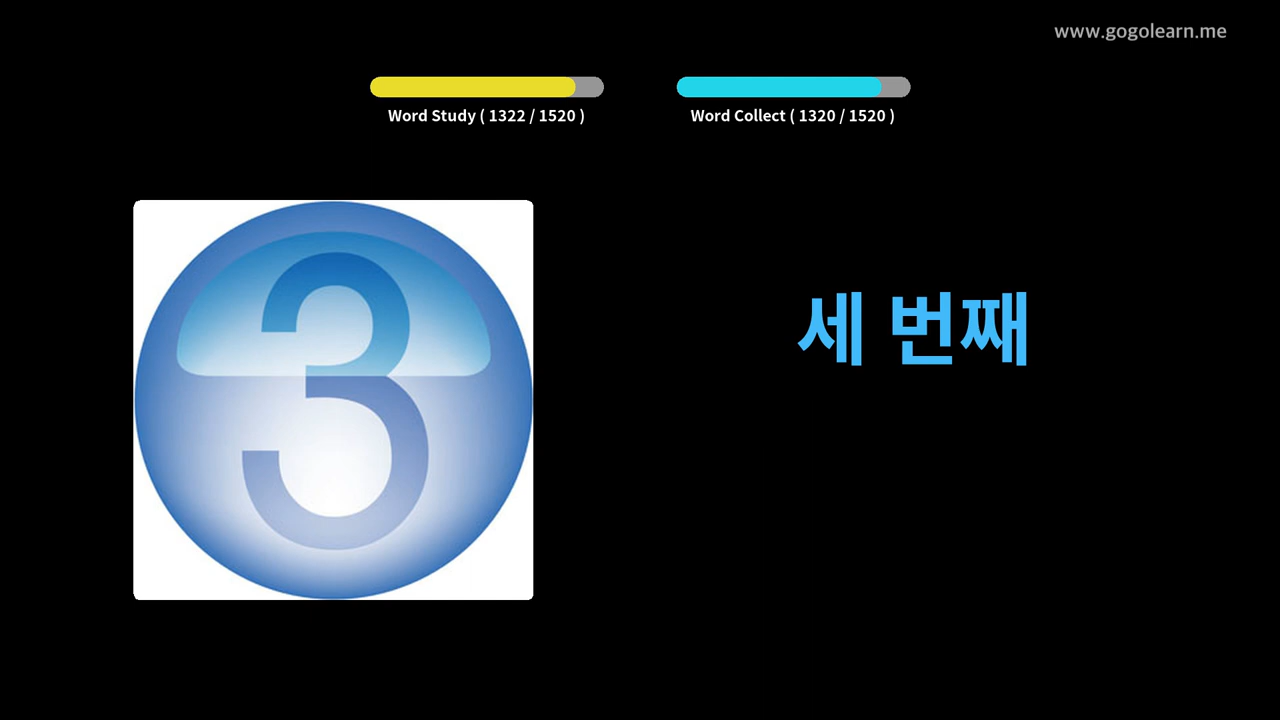 www.gogolearn.me
Word Study ( 1322 / 1520 )
Word Collect ( 1320 / 1520 )
3
세 번째